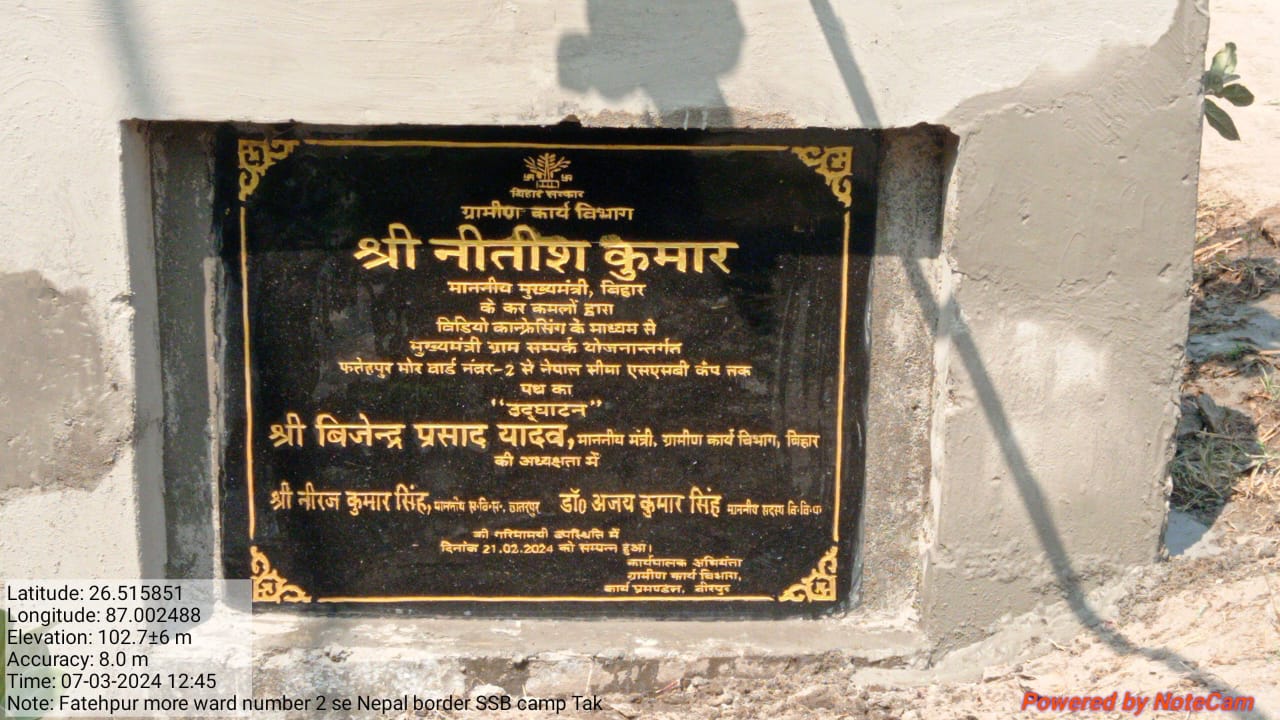 बिहार सरकार
ग्रामीण कार्य विभाग
श्री नीतीश कुमार
माननीय मुख्यमंत्री, बिहार
के कर कमलों द्वारा
विडियो कान्फ्रेसिंग के माध्यम से
मुख्यमंत्री ग्राम सम्पर्क योजनान्तर्गत
फतेहपुर मोर वार्ड नंबर-2 से नेपाल सीमा एसएसबी कैंप तक
पथ का
"उद्घाटन"
श्री बिजेन्द्र प्रसाद यादव, माननीय मंत्री, ग्रामीण कार्य विभाग, बिहार
की अध्यक्षता में
श्री नीरज कुमार सिंह, माननीय स॰वि॰स॰, छातापुर डॉ० अजय कुमार सिंह माननीय सदस्य वि॰वि॰प॰
की गरिमामयी उपस्थिति में
दिनांक 21.02.2024 को सम्पन्न हुआ।
कार्यपालक अभियंता
ग्रामीण कार्य विभाग,
कार्य प्रमण्डल, वीरपुर
Latitude: 26.515851
Longitude: 87.002488
Elevation: 102.7±6 m
Accuracy: 8.0 m
Time: 07-03-2024 12:45
Note: Fatehpur more ward number 2 se Nepal border SSB camp Tak
Powered by NoteCam